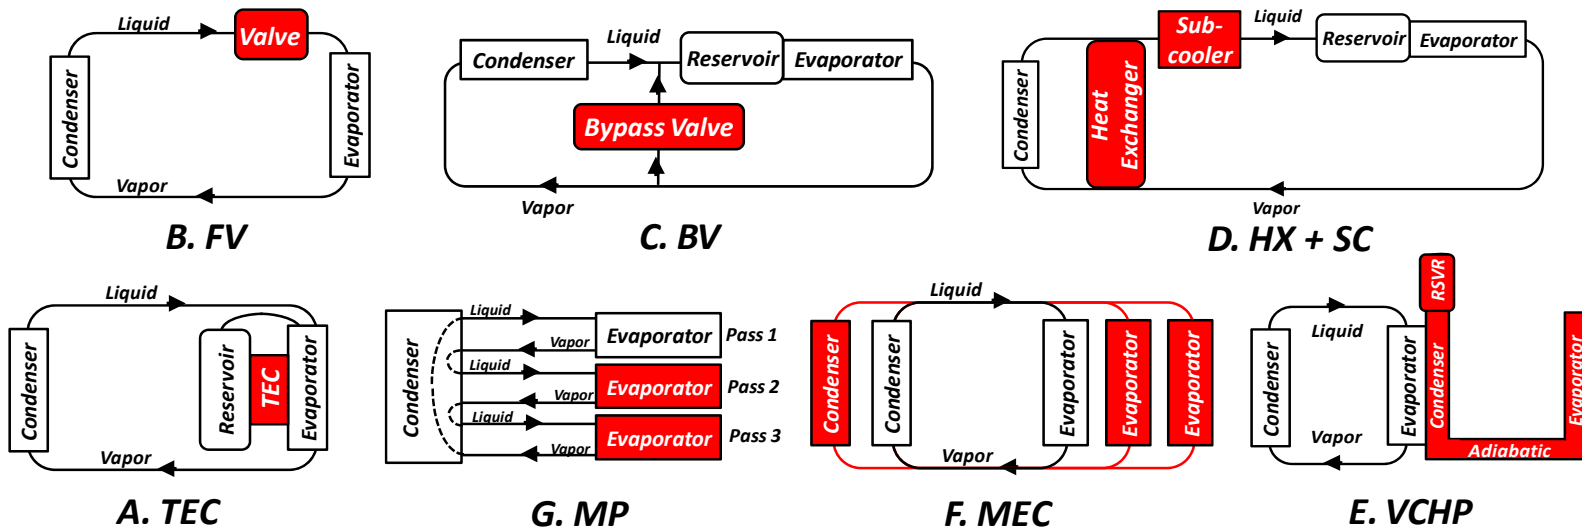 Liquid
Valve
Condenser
Evaporator
Vapor
B. FV
Liquid
Condenser
Reservoir
Evaporator
Bypass Valve
Vapor
C. BV
Sub-
cooler
Liquid
Reservoir
Evaporator
Condenser
Heat
Exchanger
Vapor
D. HX + SC
Liquid
Condenser
Reservoir
TEC
Evaporator
Vapor
A. TEC
Condenser
Liquid
Evaporator
Pass 1
Vapor
Liquid
Evaporator
Pass 2
Vapor
Liquid
Evaporator
Pass 3
Vapor
G. MP
Liquid
Condenser
Condenser
Evaporator
Evaporator
Evaporator
Vapor
F. MEC
RSVR
Liquid
Condenser
Evaporator
Condenser
Evaporator
Vapor
Adiabatic
E. VCHP